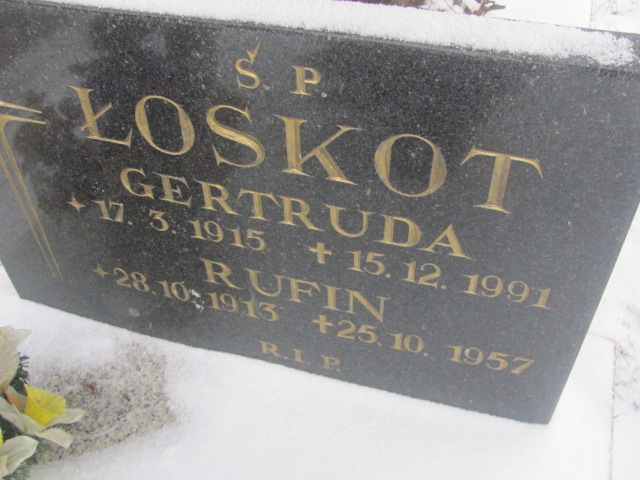 Ś P
ŁOSKOT
GERTRUDA
17. 3. 1915 15. 12. 1991
RUFIN
28. 10. 1913 25. 10. 1957
R.I.P.